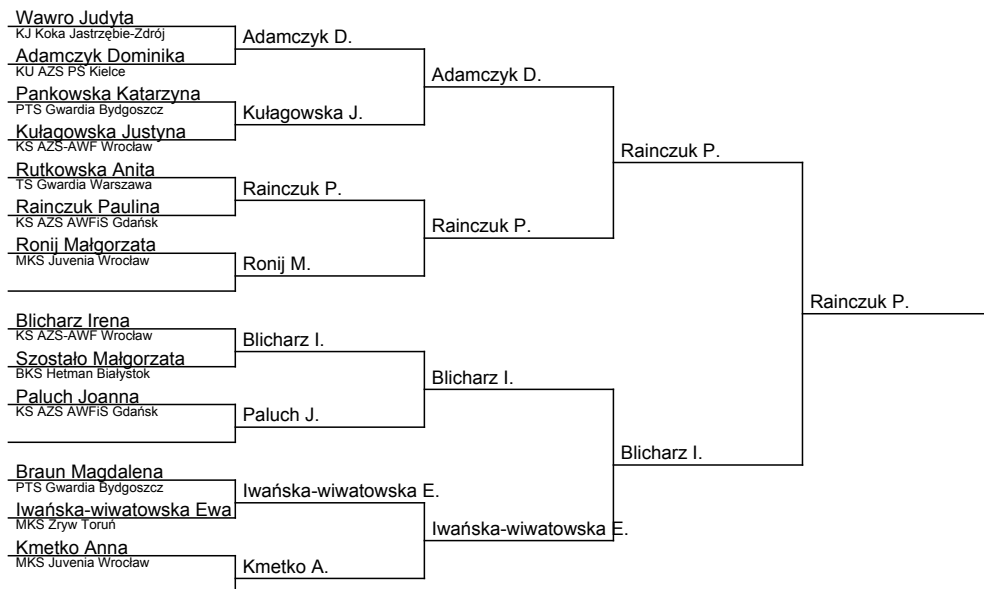 Wawro Judyta
KJ Koka Jastrzębie-Zdrój
Adamczyk D.
Adamczyk Dominika
KU AZS PŚ Kielce
Adamczyk D.
Pankowska Katarzyna
PTS Gwardia Bydgoszcz
Kułagowska J.
Kułagowska Justyna
KS AZS-AWF Wrocław
Rainczuk P.
Rutkowska Anita
TS Gwardia Warszawa
Rainczuk P.
Rainczuk Paulina
KS AZS AWFiS Gdańsk
Rainczuk P.
Ronij Małgorzata
MKS Juvenia Wrocław
Ronij M.
Rainczuk P.
Blicharz Irena
KS AZS-AWF Wrocław
Blicharz I.
Szostało Małgorzata
BKS Hetman Białystok
Blicharz I.
Paluch Joanna
KS AZS AWFiS Gdańsk
Paluch J.
Blicharz I.
Braun Magdalena
PTS Gwardia Bydgoszcz
Iwańska-wiwatowska E.
Iwańska-wiwatowska Ewa
MKS Zryw Toruń
Iwańska-wiwatowska E.
Kmetko Anna
MKS Juvenia Wrocław
Kmetko A.